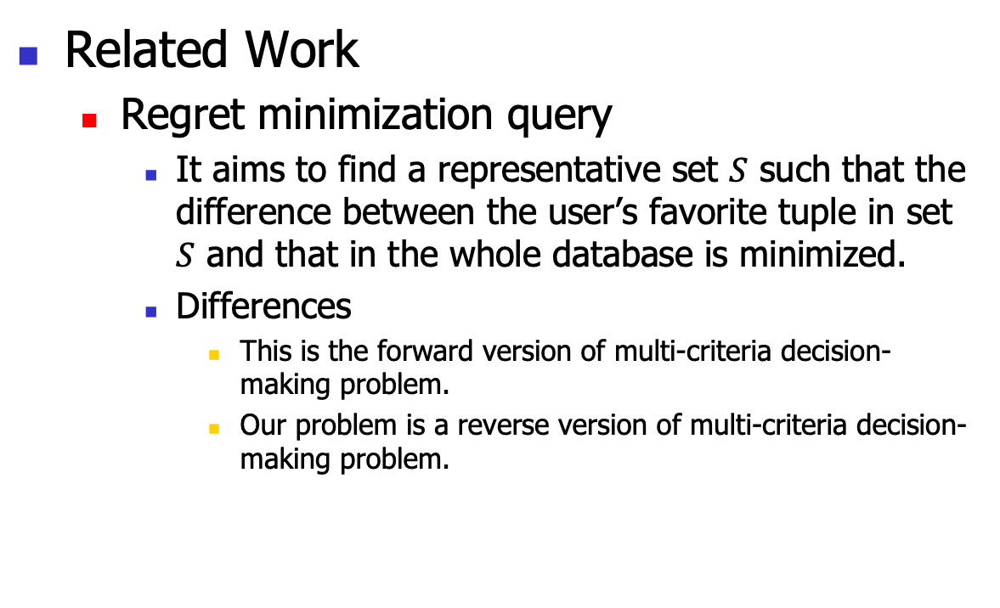 Related Work
Regret minimization query
It aims to find a representative set S such that the
difference between the user’s favorite tuple in set
S and that in the whole database is minimized.
Differences
This is the forward version of multi-criteria decision-
making problem.
Our problem is a reverse version of multi-criteria decision-
making problem.